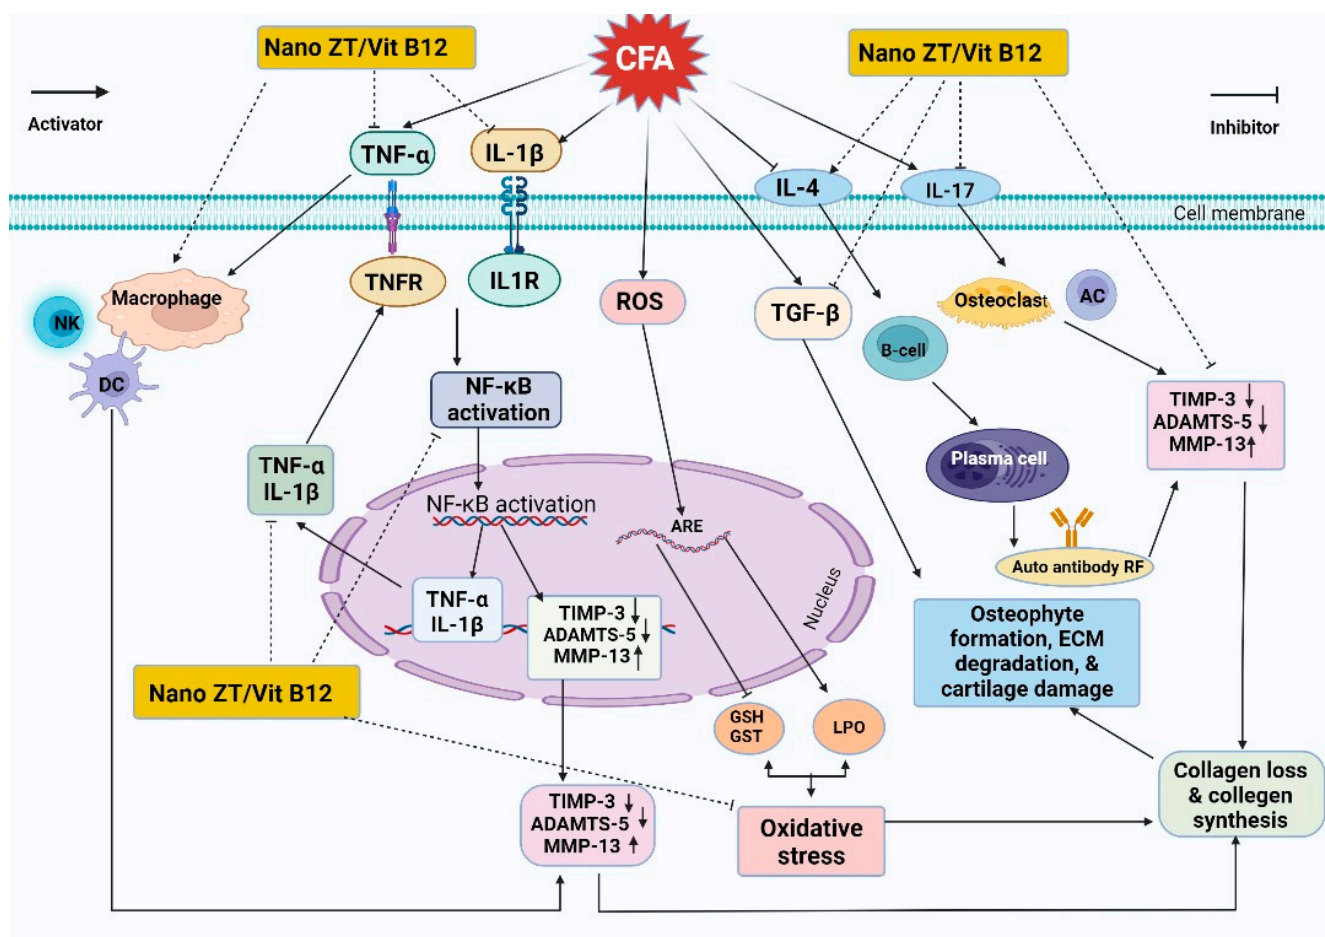 Nano ZT/Vit B12
CFA
Nano ZT/Vit B12
Activator
Inhibitor
TNF-α
IL-1β
IL-4
IL-17
Cell membrane
TNFR
IL1R
Macrophage
NK
DC
ROS
TGF-β
Osteoclast
AC
B-cell
NF-κB
activation
TIMP-3 ↓
ADAMTS-5 ↓
MMP-13 ↑
Plasma cell
TNF-α
IL-1β
NF-κB activation
ARE
Auto antibody RF
Nucleus
TNF-α
IL-1β
TIMP-3 ↓
ADAMTS-5 ↓
MMP-13 ↑
Osteophyte
formation, ECM
degradation, &
cartilage damage
Nano ZT/Vit B12
GSH
GST
LPO
TIMP-3 ↓
ADAMTS-5 ↓
MMP-13 ↑
Oxidative
stress
Collagen loss
& collegen
synthesis